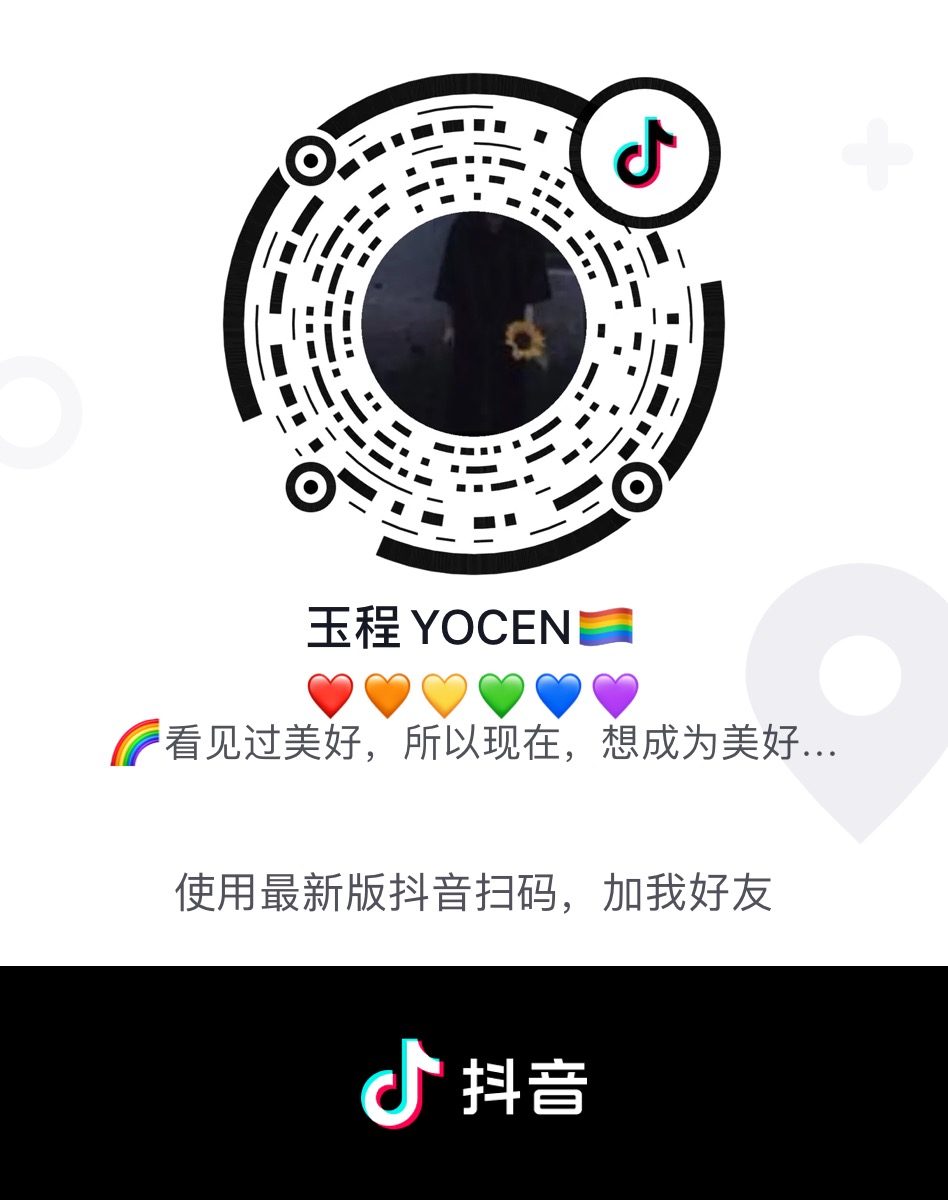 玉程 YOCEN🏳️‍🌈
❤️🧡💛💚💙💜
🌈看见过美好，所以现在，想成为美好...
使用最新版抖音扫码，加我好友
抖音